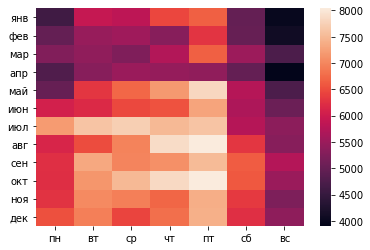 янв
фев
мар
апр
май
июн
июл
авг
сен
окт
ноя
дек
пн вт ср чт пт сб вс
8000
7500
7000
6500
6000
5500
5000
4500
4000